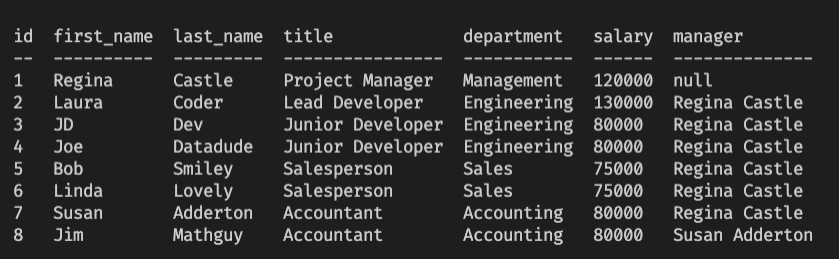 id  first_name  last_name  title             department   salary  manager
--  ----------  ---------  ----------------  -----------  ------  --------------
1   Regina      Castle     Project Manager   Management   120000  null
2   Laura       Coder      Lead Developer    Engineering  130000  Regina Castle
3   JD          Dev        Junior Developer  Engineering  80000   Regina Castle
4   Joe         Datadude   Junior Developer  Engineering  80000   Regina Castle
5   Bob         Smiley     Salesperson       Sales        75000   Regina Castle
6   Linda       Lovely     Salesperson       Sales        75000   Regina Castle
7   Susan       Adderton   Accountant        Accounting   80000   Regina Castle
8   Jim         Mathguy    Accountant        Accounting   80000   Susan Adderton